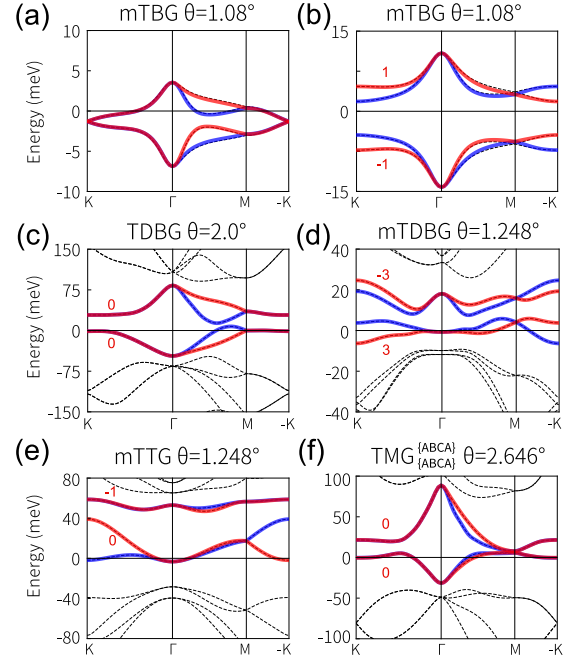 (a) mTBG θ=1.08°
(b) mTBG θ=1.08°
Energy (meV)
10
5
0
-5
-10
K Γ M -K
15
1
0
-1
-15
K Γ M -K
(c) TDBG θ=2.0°
(d) mTDBG θ=1.248°
Energy (meV)
150
75
0
0
0
-75
-150
K Γ M -K
40
-3
20
0
3
-20
-40
K Γ M -K
(e) mTTG θ=1.248°
(f) TMG {ABCA} {ABCA} θ=2.646°
Energy (meV)
80
-1
40
0
0
-40
-80
K Γ M -K
100
50
0
0
0
-50
-100
K Γ M -K